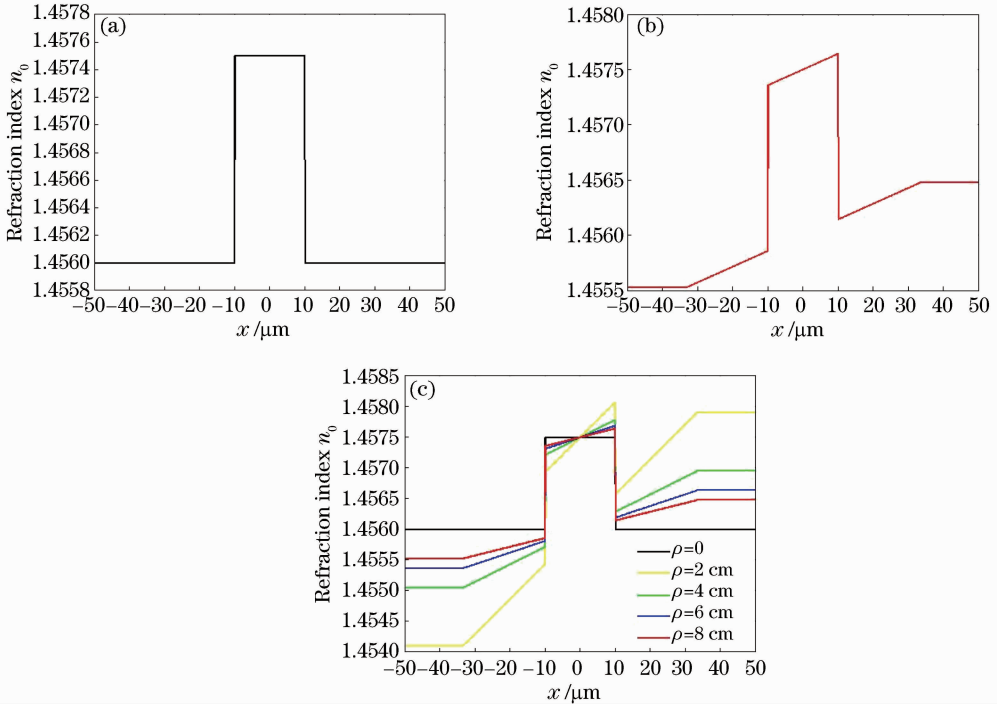 (a)
1.4578
1.4776
1.4574
1.4572
1.4570
1.4568
1.4566
1.4564
1.4562
1.4560
1.4558
Refraction index n₀
−50−40−30−20 −10 0 10 20 30 40 50
x /μm
(b)
1.4580
1.4575
1.4570
1.4565
1.4560
1.4555
Refraction index n₀
−50−40−30−20 −10 0 10 20 30 40 50
x /μm
(c)
1.4585
1.4580
1.4575
1.4570
1.4565
1.4560
1.4555
1.4550
1.4545
1.4540
Refraction index n₀
ρ=0
ρ=2 cm
ρ=4 cm
ρ=6 cm
ρ=8 cm
−50−40−30−20 −10 0 10 20 30 40 50
x /μm